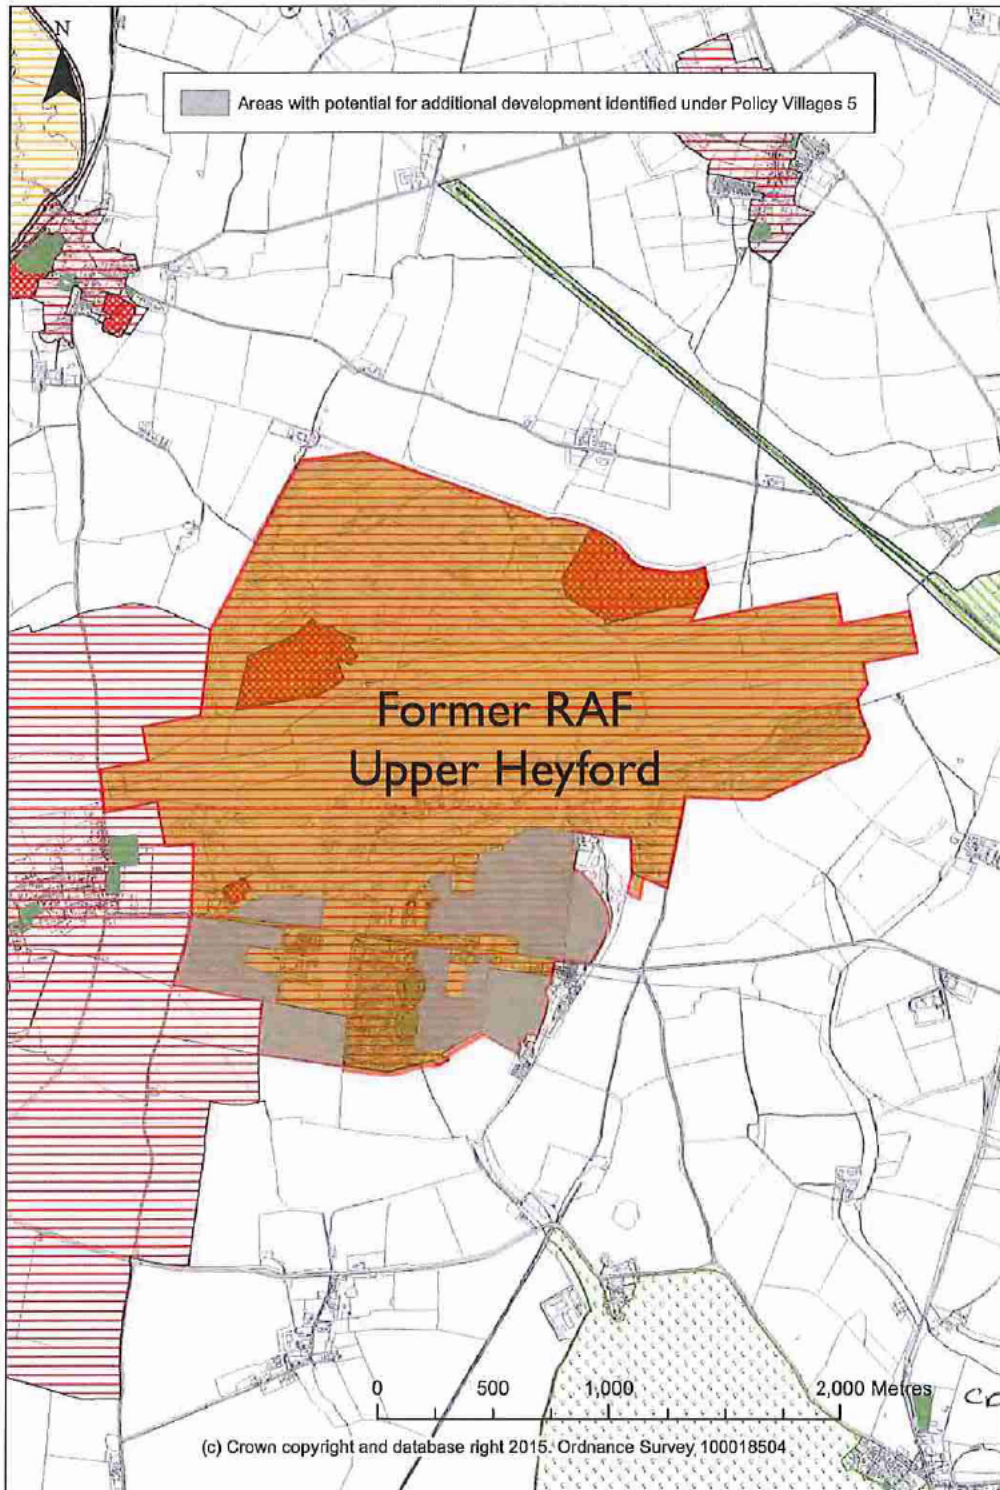 N
Areas with potential for additional development identified under Policy Villages 5
Former RAF
Upper Heyford
0 500 1,000 2,000 Metres
(c) Crown copyright and database right 2015. Ordnance Survey 100018504